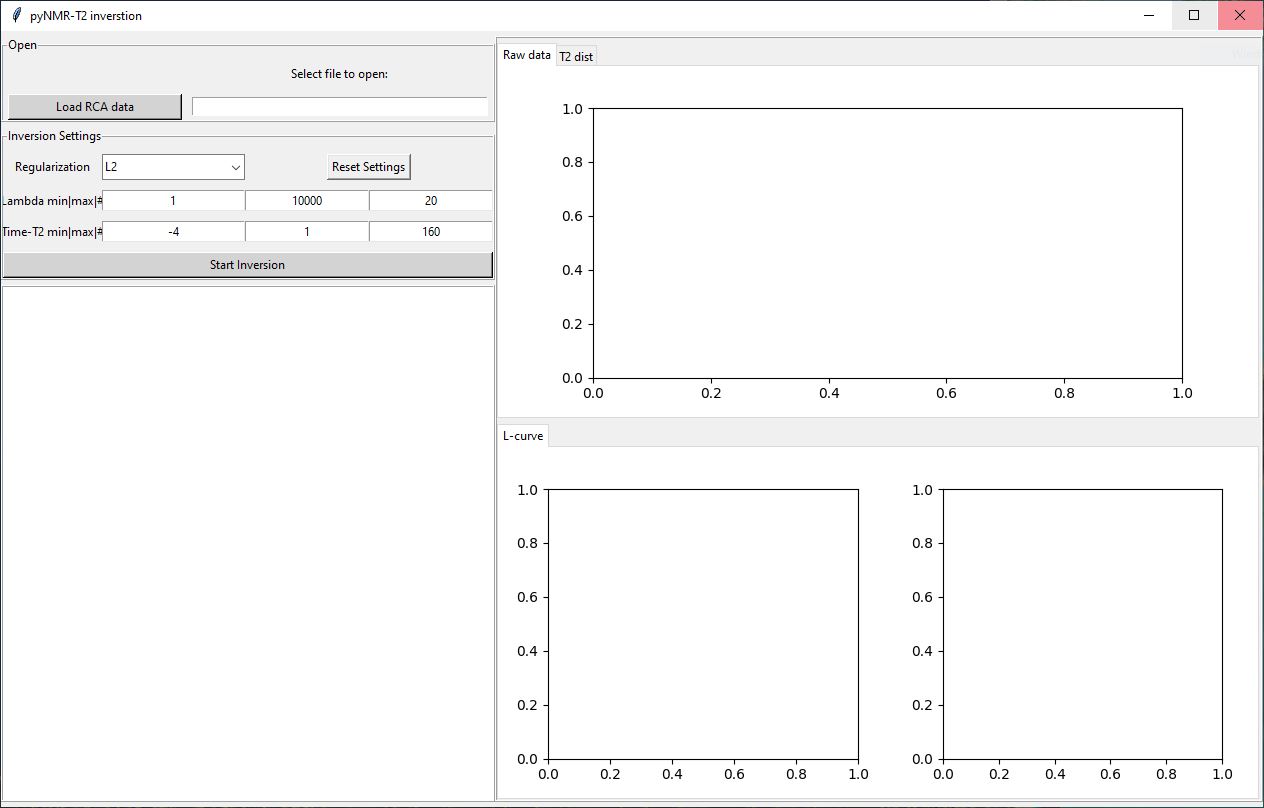 pyNMR-T2 inverstion
Open
Select file to open:
Load RCA data
Inversion Settings
Regularization L2 Reset Settings
Lambda min|max|# 1 10000 20
Time-T2 min|max|# -4 1 160
Start Inversion
Raw data T2 dist
1.0
0.8
0.6
0.4
0.2
0.0
0.0 0.2 0.4 0.6 0.8 1.0
L-curve
1.0
0.8
0.6
0.4
0.2
0.0
0.0 0.2 0.4 0.6 0.8 1.0
1.0
0.8
0.6
0.4
0.2
0.0
0.0 0.2 0.4 0.6 0.8 1.0